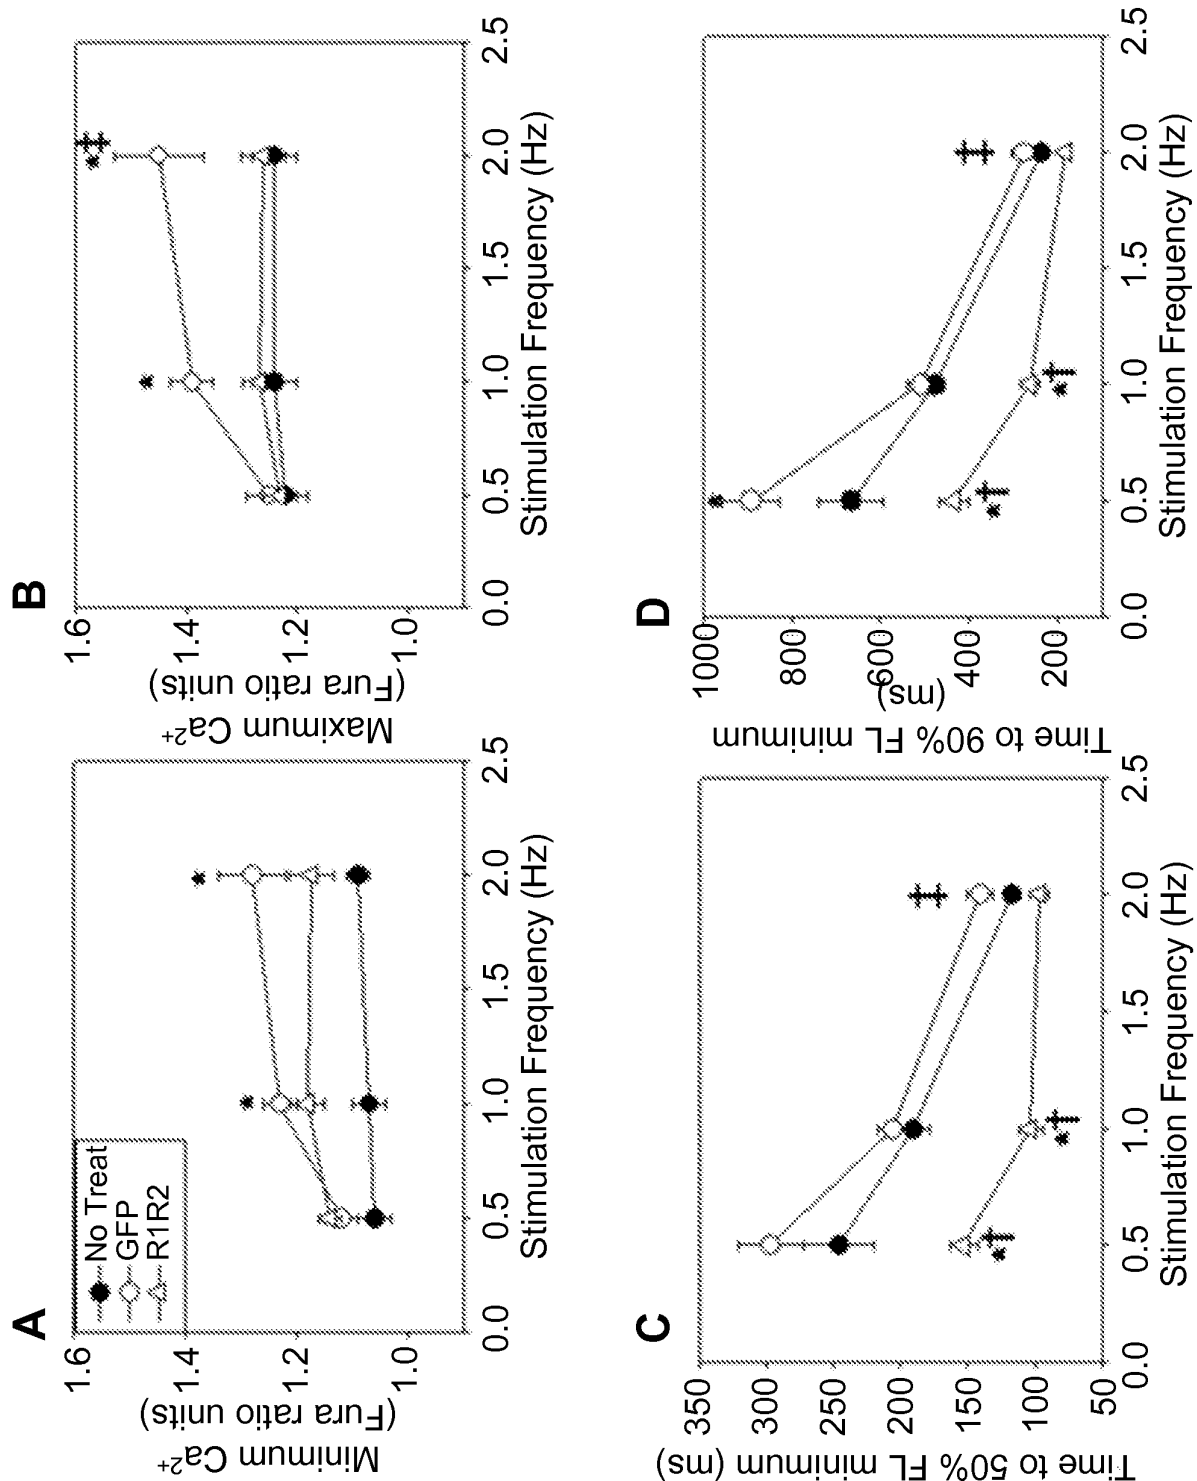 A
Minimum Ca2+
(Fura ratio units)
1.6
1.4
1.2
1.0
No Treat
GFP
R1R2
*
*
0.0 0.5 1.0 1.5 2.0 2.5
Stimulation Frequency (Hz)
B
Maximum Ca2+
(Fura ratio units)
1.6
1.4
1.2
1.0
*
*‡
0.0 0.5 1.0 1.5 2.0 2.5
Stimulation Frequency (Hz)
C
Time to 50% FL minimum (ms)
350
300
250
200
150
100
50
*†
*†
‡
0.0 0.5 1.0 1.5 2.0 2.5
Stimulation Frequency (Hz)
D
Time to 90% FL minimum
(ms)
1000
800
600
400
200
*
*†
*†
‡
0.0 0.5 1.0 1.5 2.0 2.5
Stimulation Frequency (Hz)